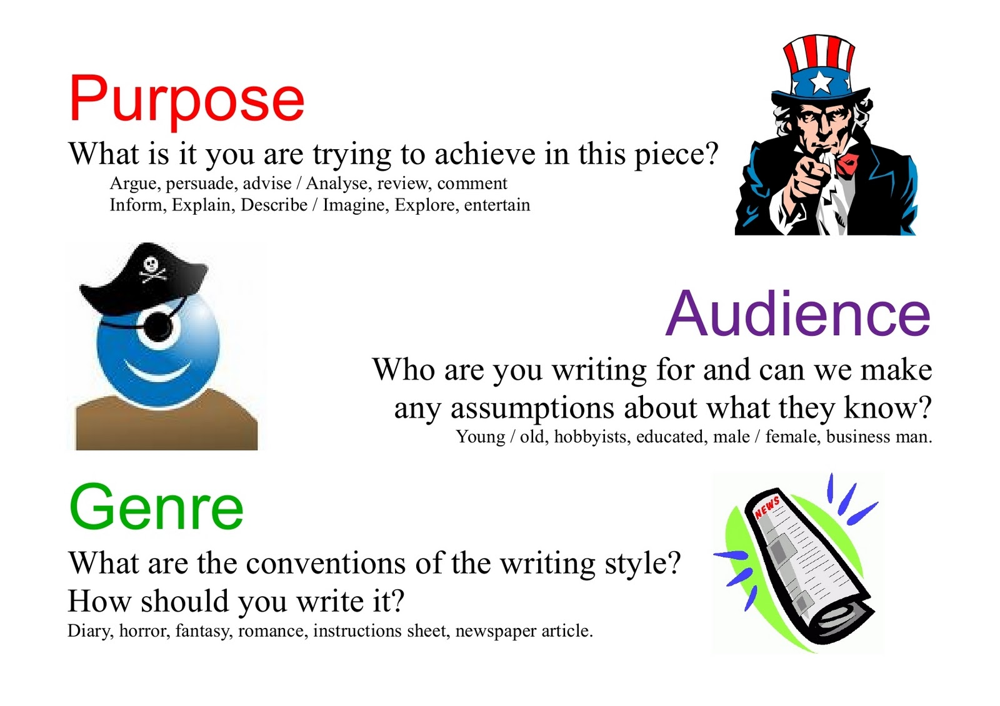 Purpose
What is it you are trying to achieve in this piece?
Argue, persuade, advise / Analyse, review, comment
Inform, Explain, Describe / Imagine, Explore, entertain
Audience
Who are you writing for and can we make
any assumptions about what they know?
Young / old, hobbyists, educated, male / female, business man.
Genre
NEWS
What are the conventions of the writing style?
How should you write it?
Diary, horror, fantasy, romance, instructions sheet, newspaper article.